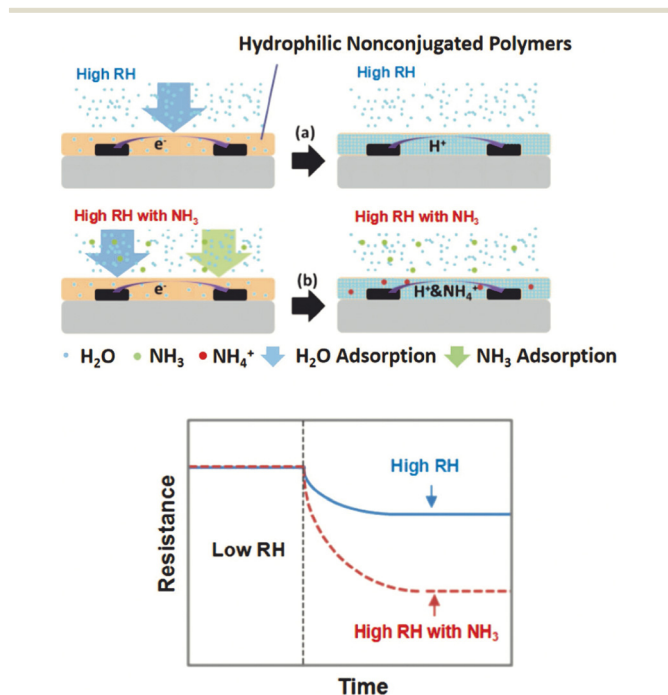 Hydrophilic Nonconjugated Polymers
High RH
High RH
(a)
e-
H⁺
High RH with NH₃
High RH with NH₃
(b)
e-
H⁺&NH₄⁺
H₂O NH₃ NH₄⁺ H₂O Adsorption NH₃ Adsorption
High RH
Low RH
High RH with NH₃
Resistance
Time